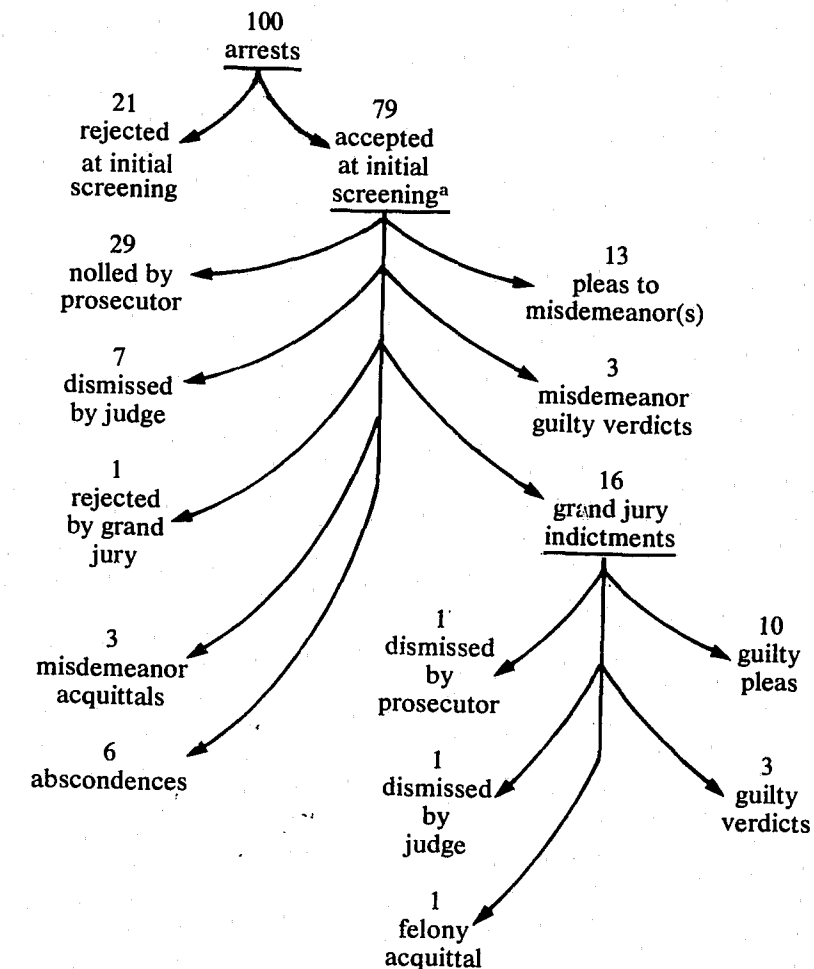 100
arrests
21
rejected
at initial
screening
79
accepted
at initial
screeningᵃ
29
nolled by
prosecutor
13
pleas to
misdemeanor(s)
7
dismissed
by judge
3
misdemeanor
guilty verdicts
1
rejected
by grand
jury
16
grand jury
indictments
3
misdemeanor
acquittals
1
dismissed
by
prosecutor
10
guilty
pleas
6
abscondences
1
dismissed
by
judge
3
guilty
verdicts
1
felony
acquittal